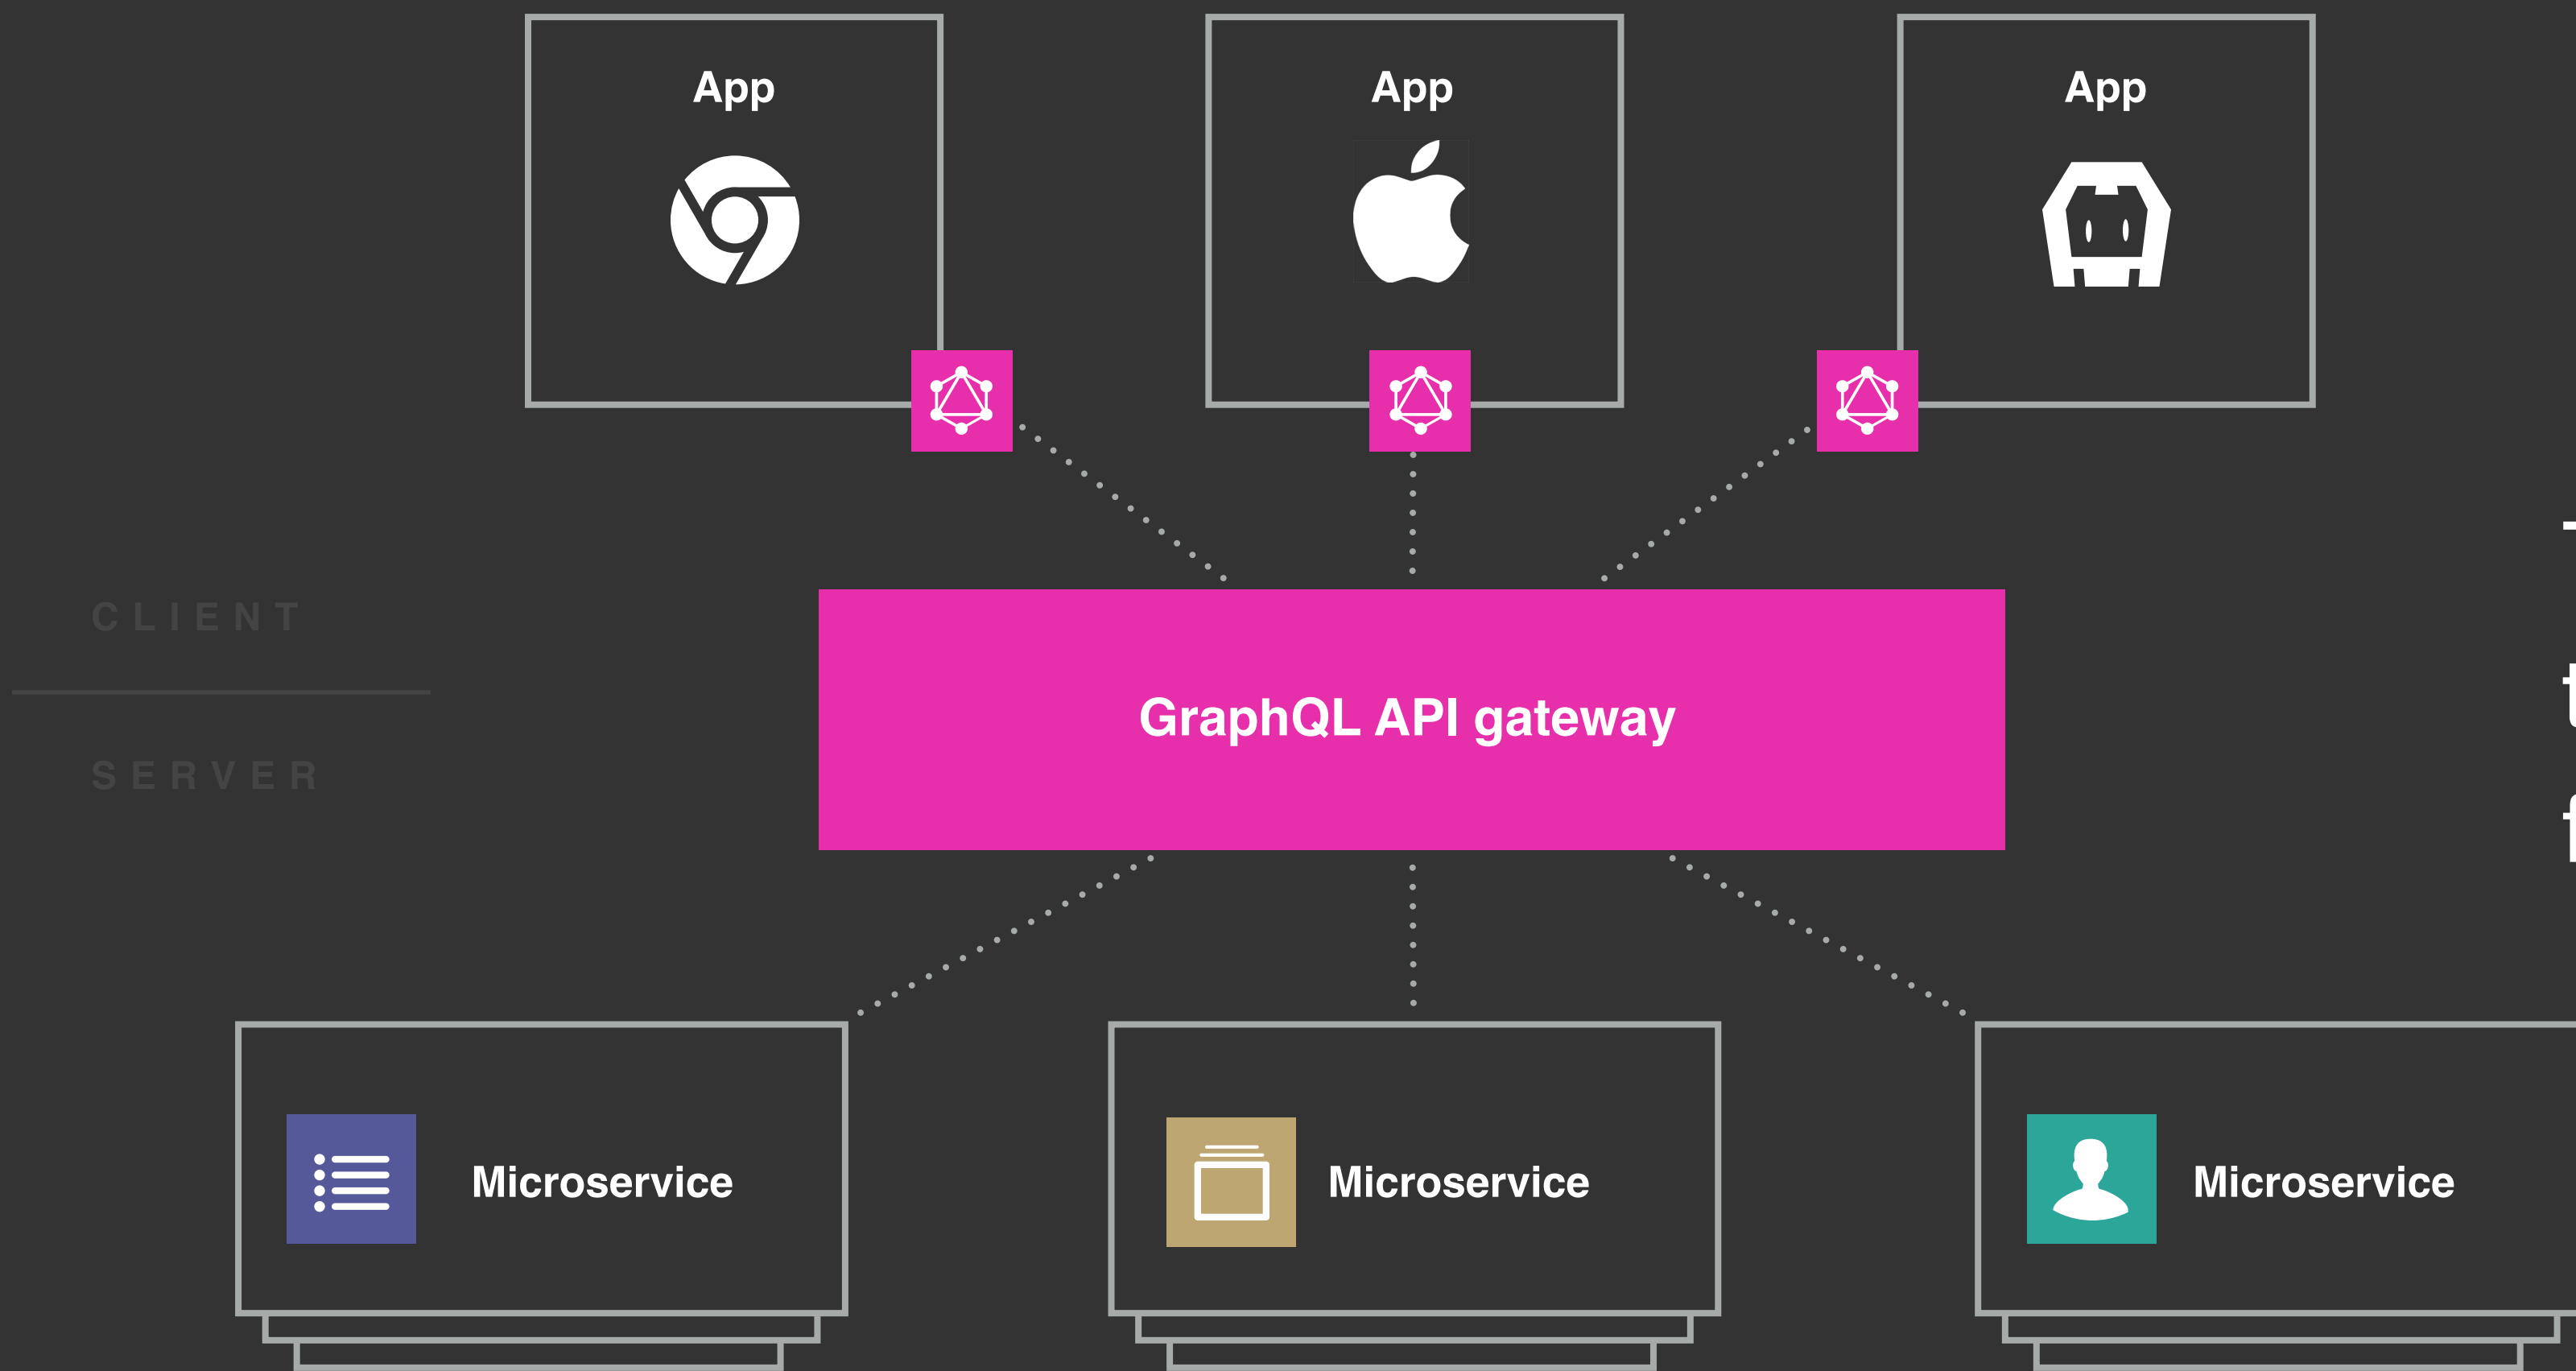 App
App
App
CLIENT
GraphQL API gateway
SERVER
Microservice
Microservice
Microservice